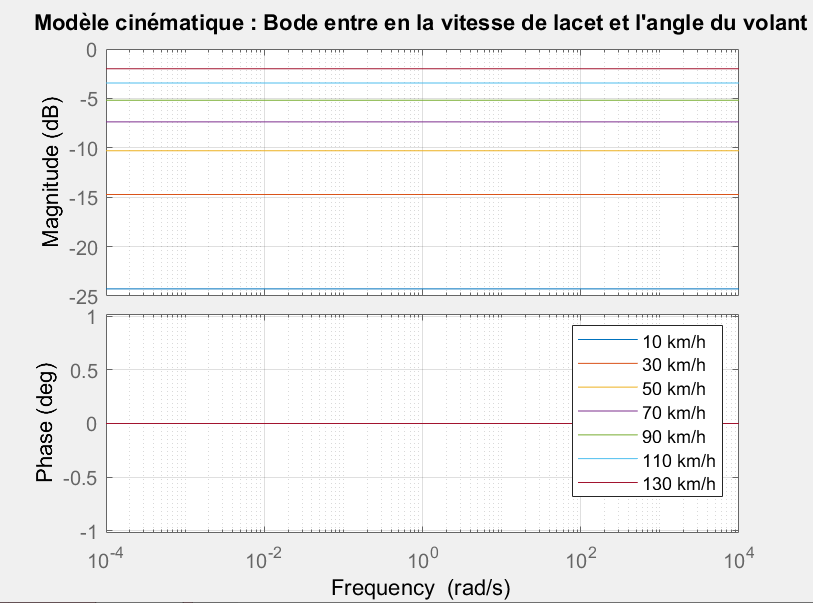 Modèle cinématique : Bode entre en la vitesse de lacet et l'angle du volant
Magnitude (dB)
0
-5
-10
-15
-20
-25
Phase (deg)
1
0.5
0
-0.5
-1
10 km/h
30 km/h
50 km/h
70 km/h
90 km/h
110 km/h
130 km/h
10^-4
10^-2
10^0
10^2
10^4
Frequency (rad/s)